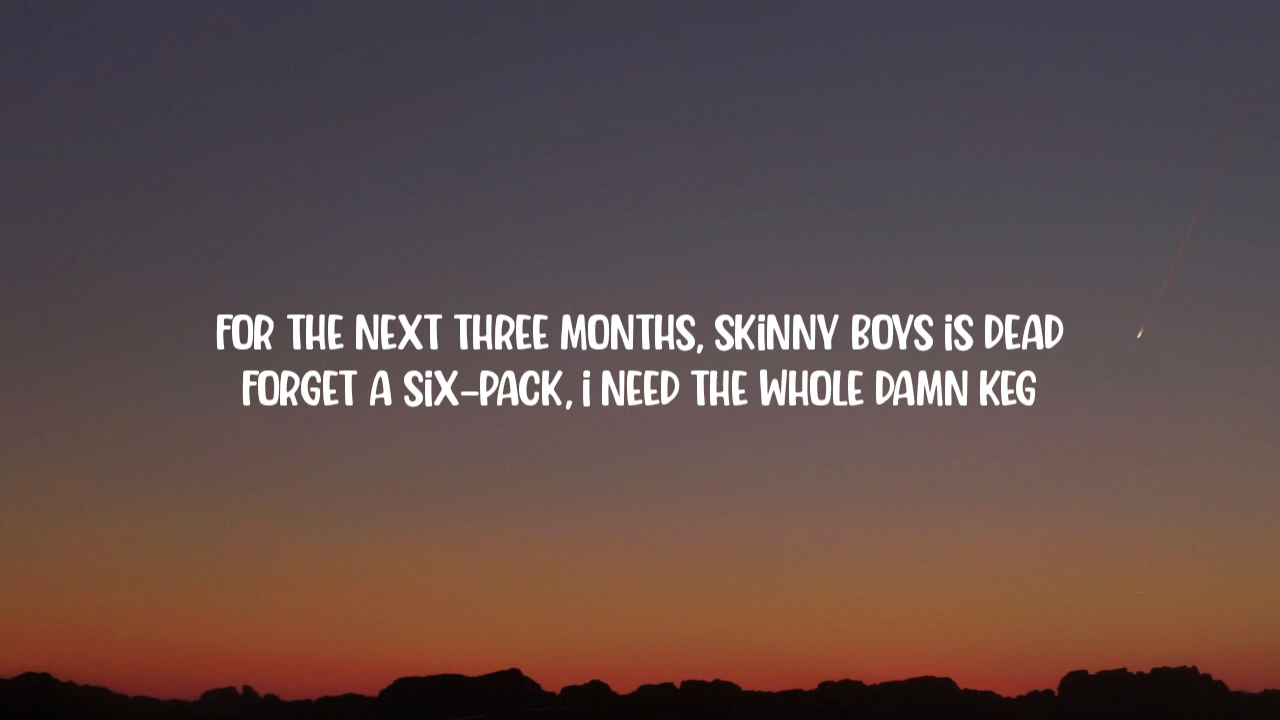 FOR THE NEXT THREE MONTHS, SKiNNY BOYS iS DEAD
FORGET A SiX-PACK, i NEED THE WHOLE DAMN KEG